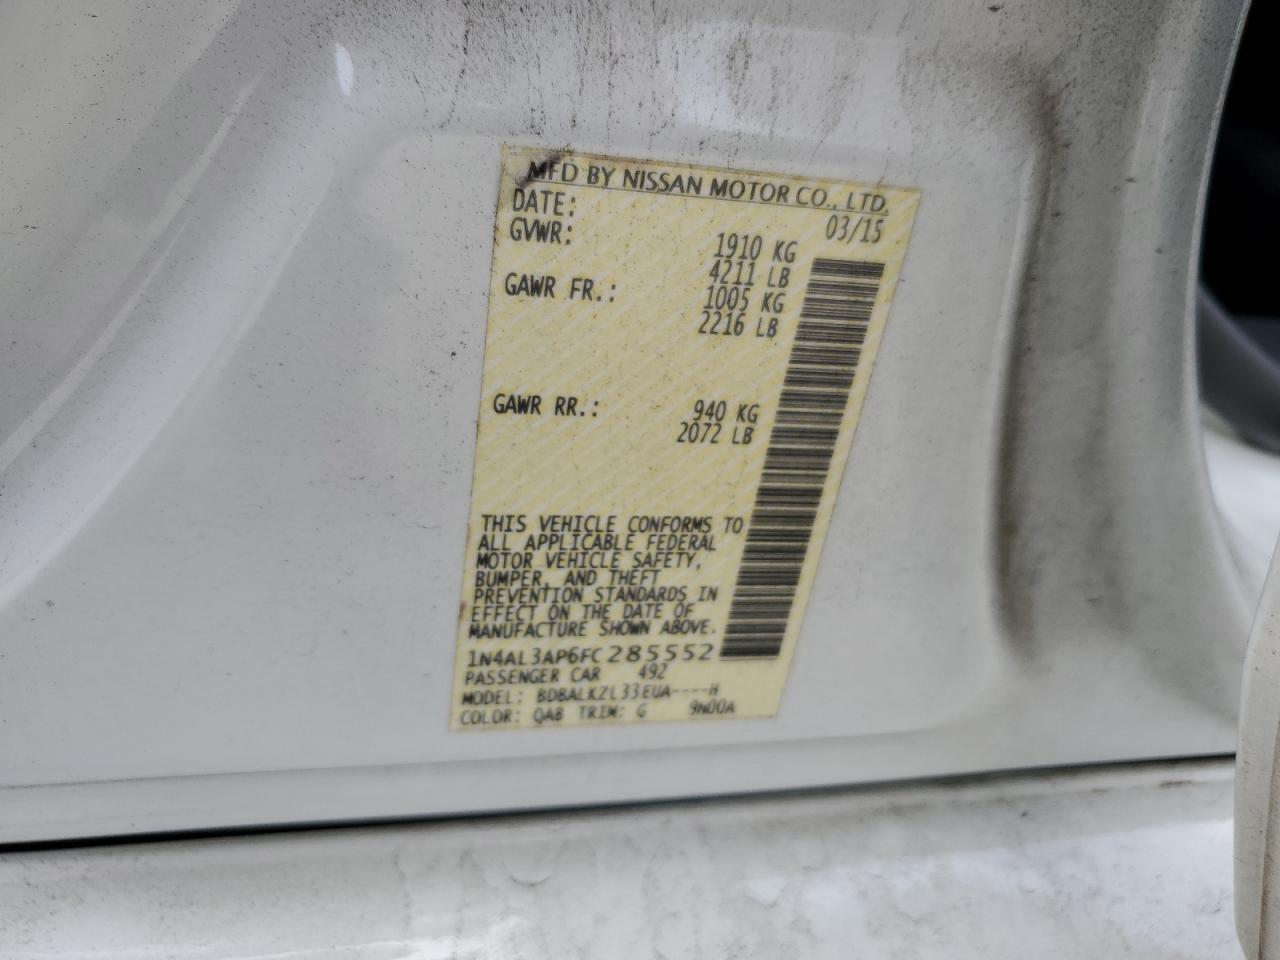 MFD BY NISSAN MOTOR CO., LTD.
DATE: 03/15
GVWR: 1910 KG
4211 LB
GAWR FR.: 1005 KG
2216 LB
GAWR RR.: 940 KG
2072 LB
THIS VEHICLE CONFORMS TO
ALL APPLICABLE FEDERAL
MOTOR VEHICLE SAFETY,
BUMPER, AND THEFT
PREVENTION STANDARDS IN
EFFECT ON THE DATE OF
MANUFACTURE SHOWN ABOVE.
1N4AL3AP6FC285552
PASSENGER CAR 492
MODEL: BDBALKZL33EUA----H
COLOR: QAB TRIM: G 9N00A